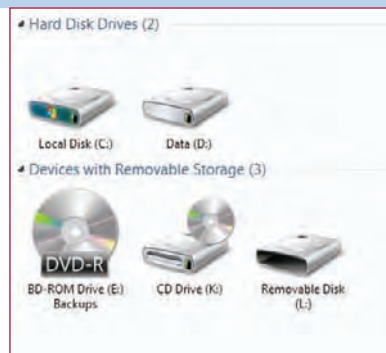 Hard Disk Drives (2)
Local Disk (C:)
Data (D:)
Devices with Removable Storage (3)
DVD-R
BD-ROM Drive (E:)
Backups
CD Drive (K:)
Removable Disk
(L:)